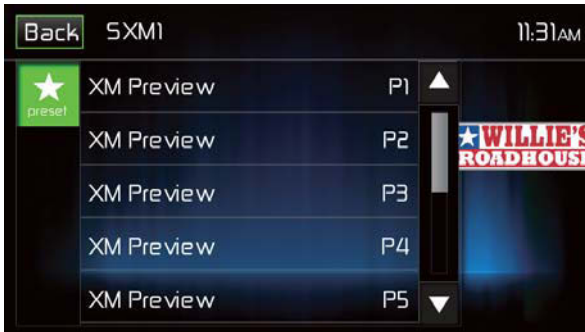 Back SXM1 11:31AM
preset
XM Preview P1
XM Preview P2
XM Preview P3
XM Preview P4
XM Preview P5
WILLIE'S
ROADHOUSE